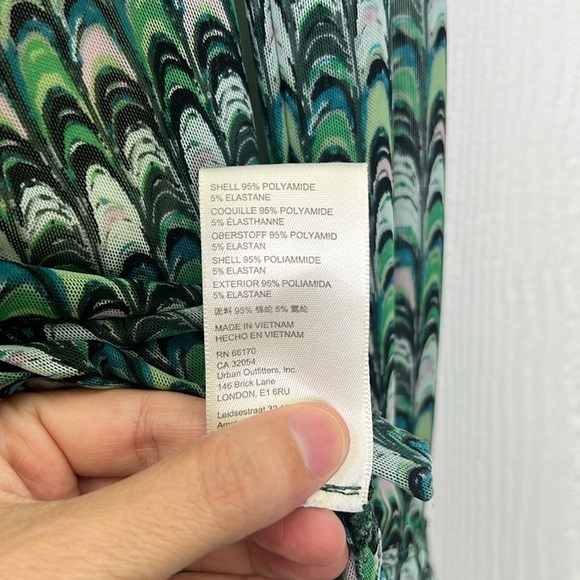 SHELL 95% POLYAMIDE
5% ELASTANE
COQUILLE 95% POLYAMIDE
5% ÉLASTHANNE
OBERSTOFF 95% POLYAMID
5% ELASTAN
SHELL 95% POLIAMMIDE
5% ELASTAN
EXTERIOR 95% POLIAMIDA
5% ELASTANE
面料 95% 锦纶 5% 氨纶
MADE IN VIETNAM
HECHO EN VIETNAM
RN 66170
CA 32054
Urban Outfitters, Inc.
146 Brick Lane
LONDON, E1 6RU
Leidsestraat